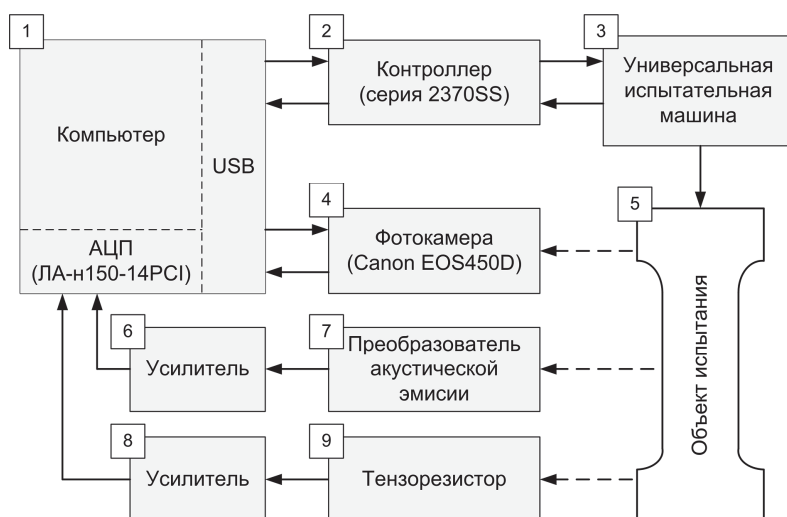 1
Компьютер
USB
АЦП
(ЛА-н150-14PCI)
2
Контроллер
(серия 2370SS)
3
Универсальная
испытательная
машина
4
Фотокамера
(Canon EOS450D)
5
Объект испытания
6
Усилитель
7
Преобразователь
акустической
эмисии
8
Усилитель
9
Тензорезистор